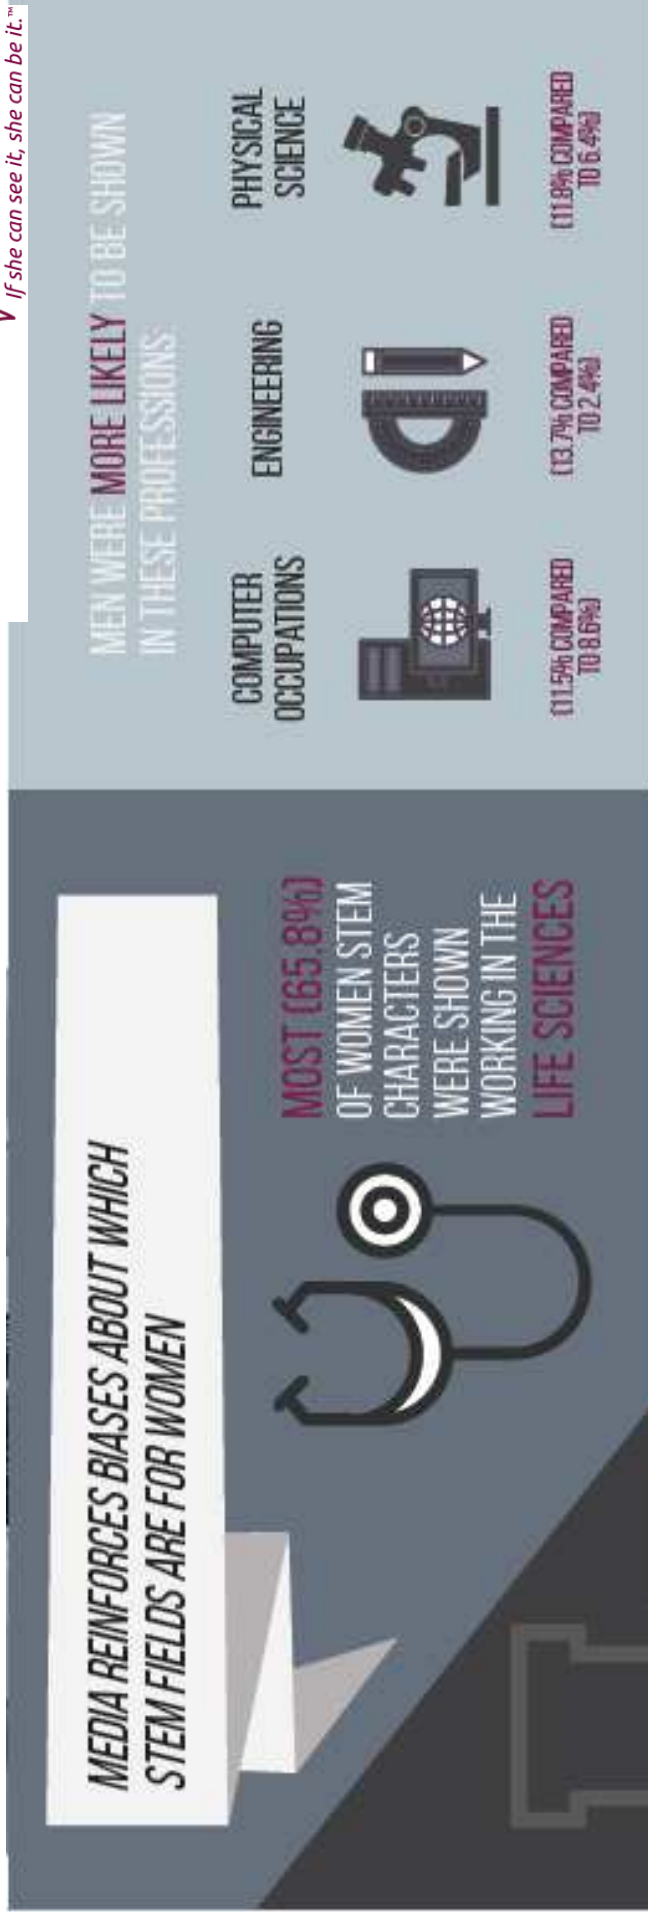 If she can see it, she can be it.™
MEDIA REINFORCES BIASES ABOUT WHICH
STEM FIELDS ARE FOR WOMEN
MOST (65.8%)
OF WOMEN STEM
CHARACTERS
WERE SHOWN
WORKING IN THE
LIFE SCIENCES
MEN WERE MORE LIKELY TO BE SHOWN
IN THESE PROFESSIONS:
COMPUTER
OCCUPATIONS
(11.5% COMPARED
TO 8.6%)
ENGINEERING
(13.7% COMPARED
TO 2.4%)
PHYSICAL
SCIENCE
(11.8% COMPARED
TO 6.4%)